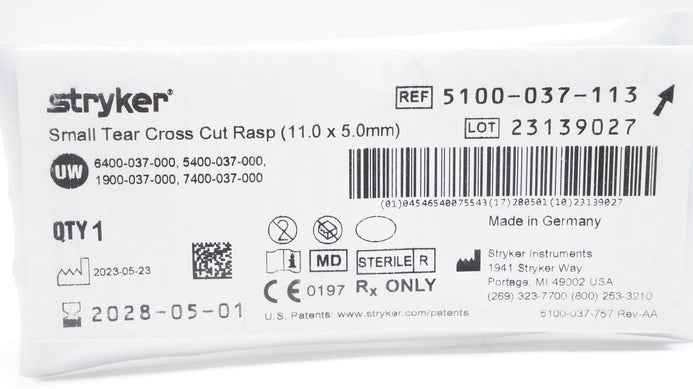 stryker®
REF 5100-037-113
Small Tear Cross Cut Rasp (11.0 x 5.0mm)
LOT 23139027
UW 6400-037-000, 5400-037-000,
1900-037-000, 7400-037-000
(01)04546540075543(17)280501(10)23139027
QTY 1
Made in Germany
2
2023-05-23
i MD STERILE R
Stryker Instruments
1941 Stryker Way
Portage, MI 49002 USA
(269) 323-7700 (800) 253-3210
2028-05-01
CE 0197 Rx ONLY
U.S. Patents: www.stryker.com/patents
5100-037-757 Rev-AA